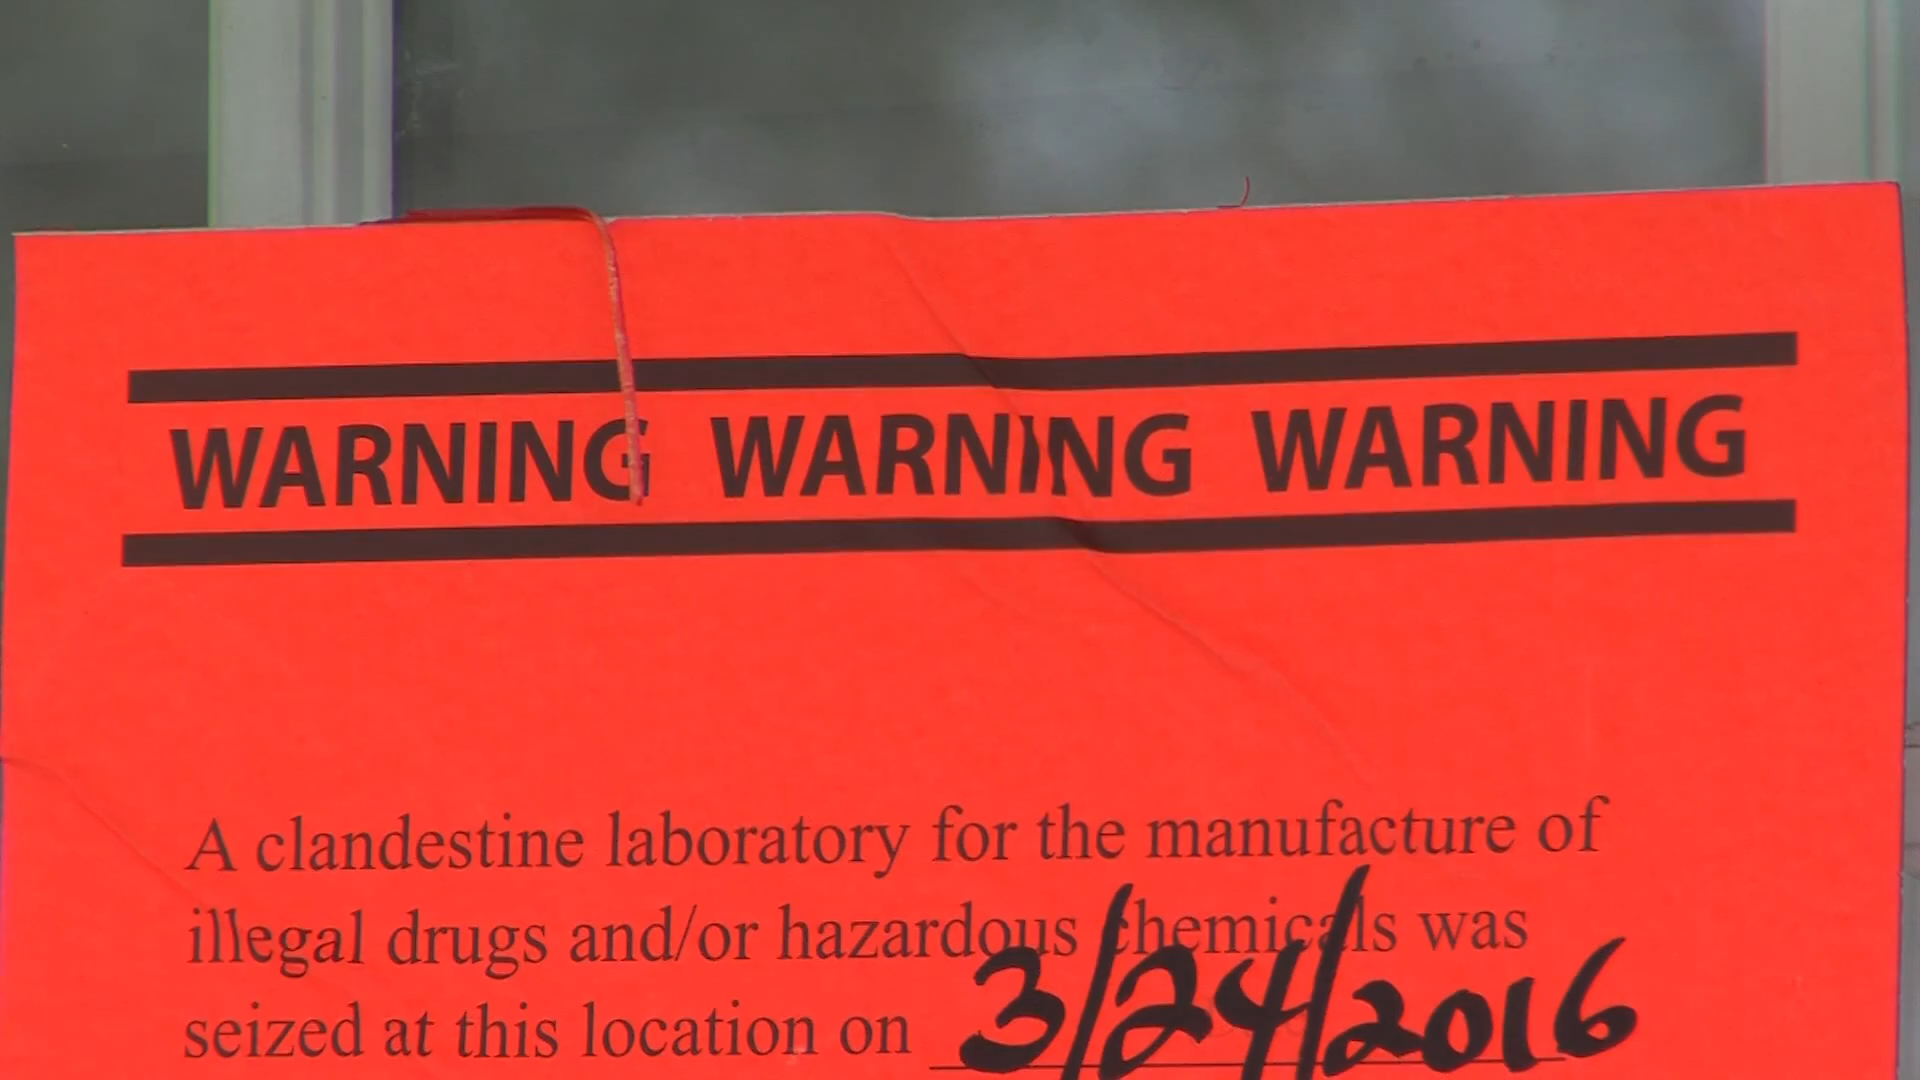 WARNING WARNING WARNING
A clandestine laboratory for the manufacture of
illegal drugs and/or hazardous chemicals was
seized at this location on 3/24/2016